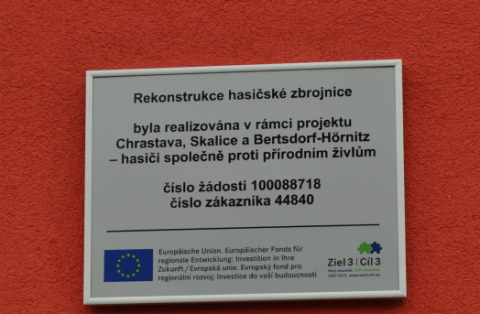 Rekonstrukce hasičské zbrojnice
byla realizována v rámci projektu
Chrastava, Skalice a Bertsdorf-Hörnitz
– hasiči společně proti přírodním živlům
číslo žádosti 100088718
číslo zákazníka 44840
Europäische Union. Europäischer Fonds für
regionale Entwicklung: Investition in Ihre
Zukunft / Evropská unie. Evropský fond pro
regionální rozvoj: Investice do vaší budoucnosti
Ziel 3 | Cíl 3